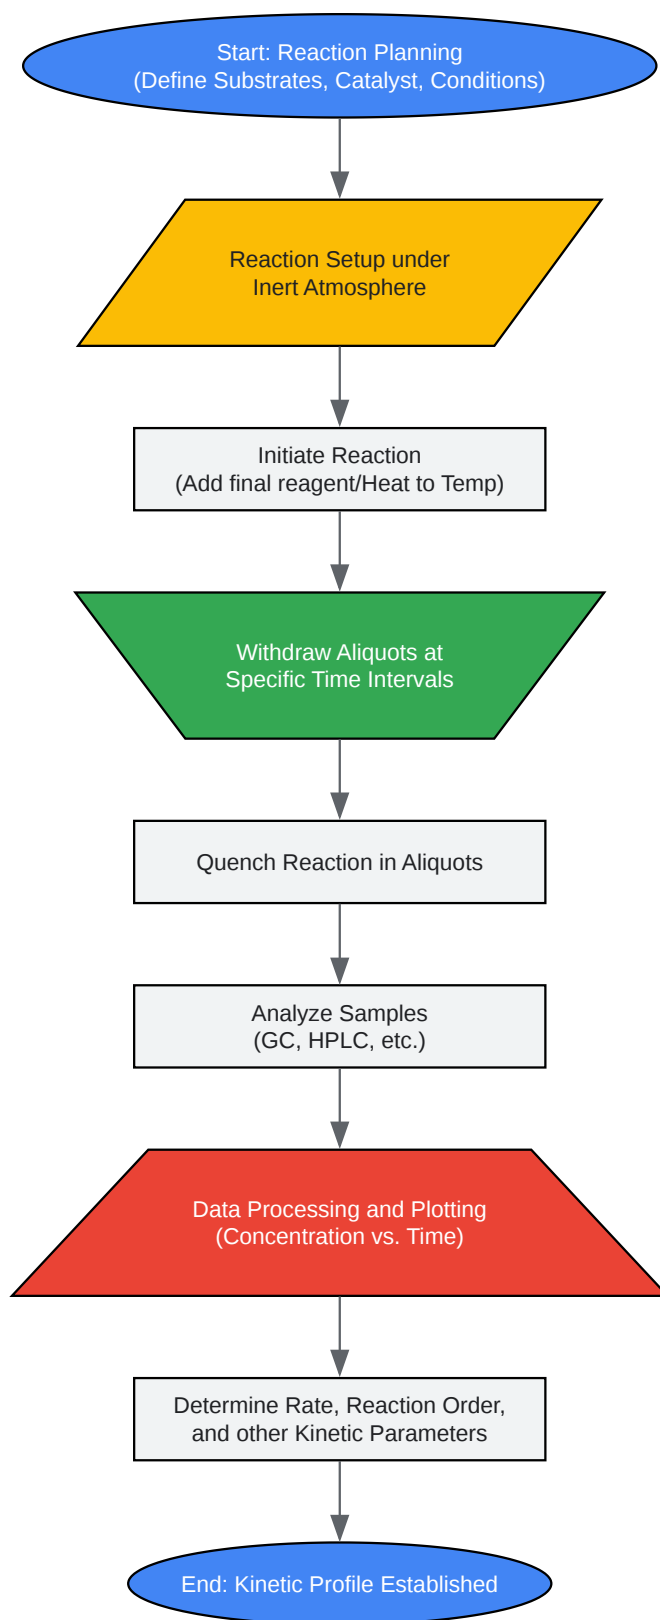 Start: Reaction Planning
(Define Substrates, Catalyst, Conditions)
Reaction Setup under
Inert Atmosphere
Initiate Reaction
(Add final reagent/Heat to Temp)
Withdraw Aliquots at
Specific Time Intervals
Quench Reaction in Aliquots
Analyze Samples
(GC, HPLC, etc.)
Data Processing and Plotting
(Concentration vs. Time)
Determine Rate, Reaction Order,
and other Kinetic Parameters
End: Kinetic Profile Established